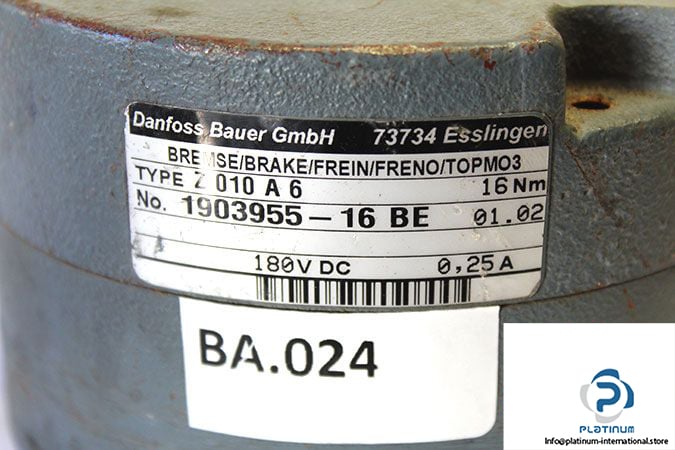 Danfoss Bauer GmbH 73734 Esslingen
BREMSE/BRAKE/FREIN/FRENO/TOPMO3
TYPE Z 010 A 6 16 Nm
No. 1903955-16 BE 01.02
180V DC 0,25 A
BA.024
PLATINUM
Info@platinum-international.store